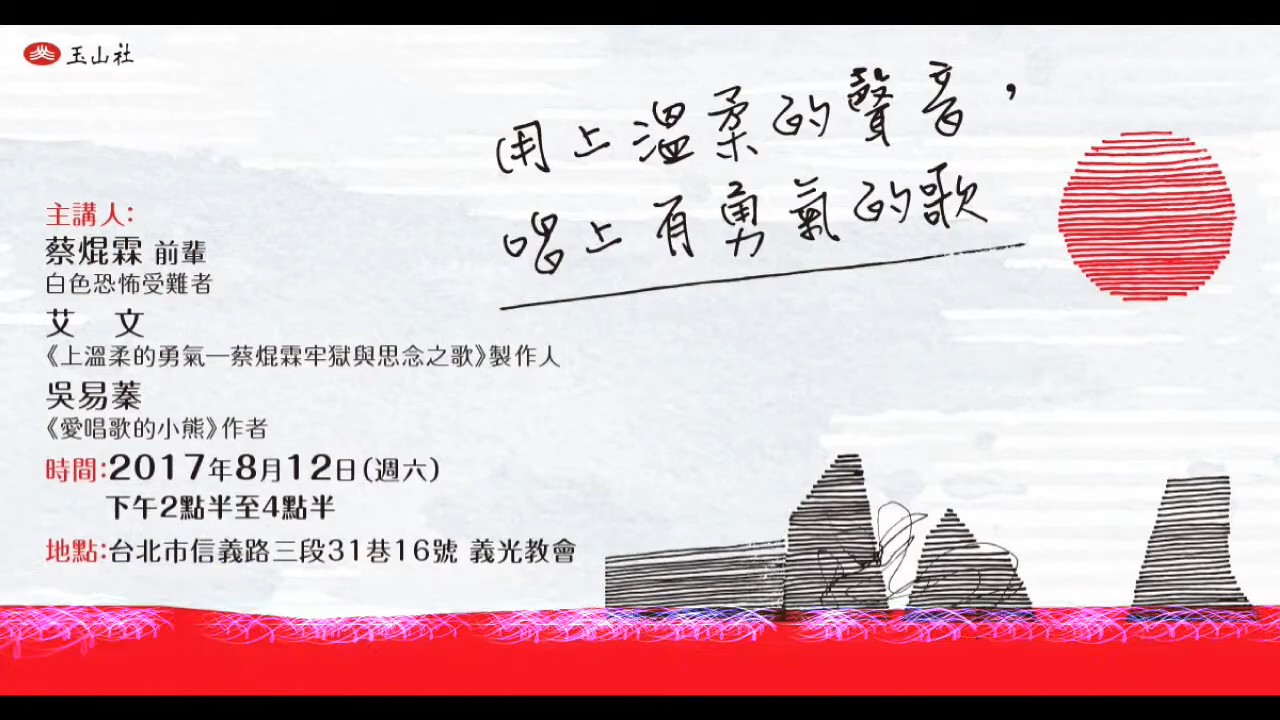 玉山社
用上溫柔的聲音，
唱上有勇氣的歌
主講人：
蔡焜霖 前輩
白色恐怖受難者
艾　文
《上溫柔的勇氣—蔡焜霖牢獄與思念之歌》製作人
吳易蓁
《愛唱歌的小熊》作者
時間：2017年8月12日（週六）
下午2點半至4點半
地點：台北市信義路三段31巷16號 義光教會